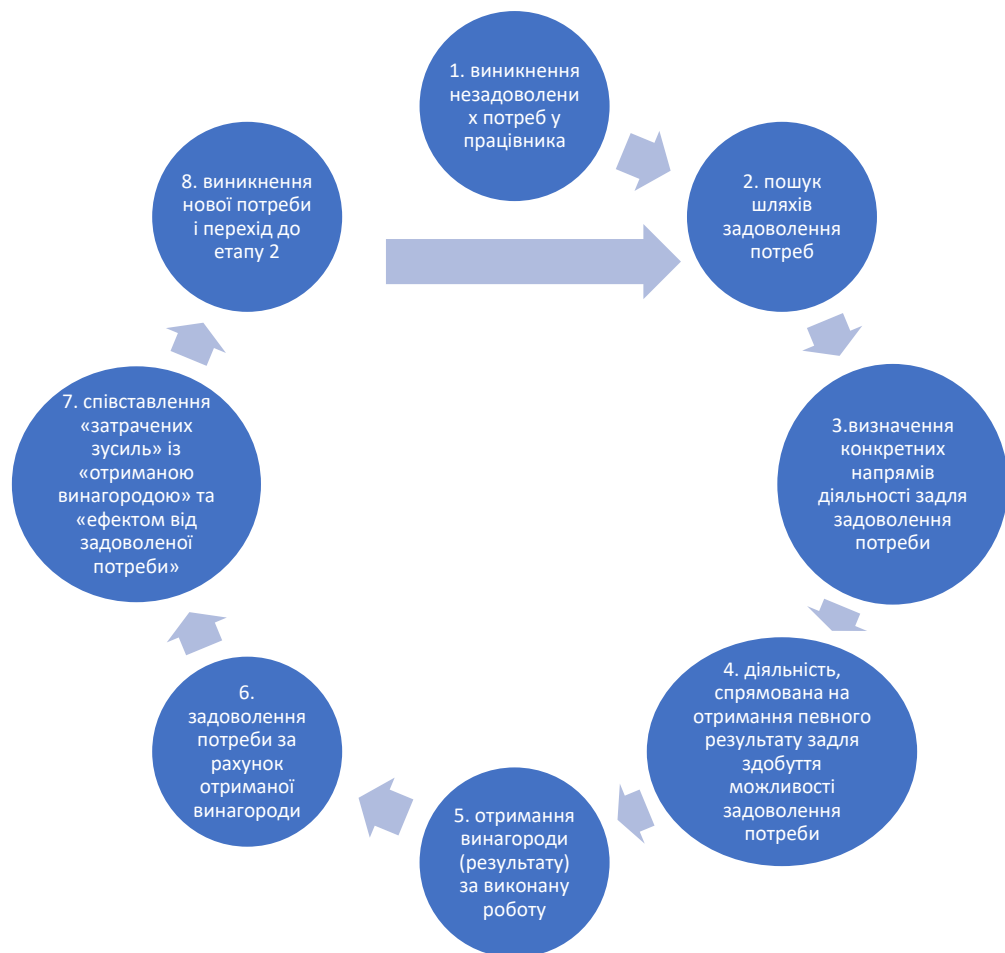 1. виникнення
незадоволени
х потреб у
працівника
2. пошук
шляхів
задоволення
потреб
3.визначення
конкретних
напрямів
діяльності задля
задоволення
потреби
4. діяльність,
спрямована на
отримання певного
результату задля
здобуття
можливості
задоволення
потреби
5. отримання
винагороди
(результату)
за виконану
роботу
6.
задоволення
потреби за
рахунок
отриманої
винагороди
7. співставлення
«затрачених
зусиль» із
«отриманою
винагородою» та
«ефектом від
задоволеної
потреби»
8. виникнення
нової потреби
і перехід до
етапу 2